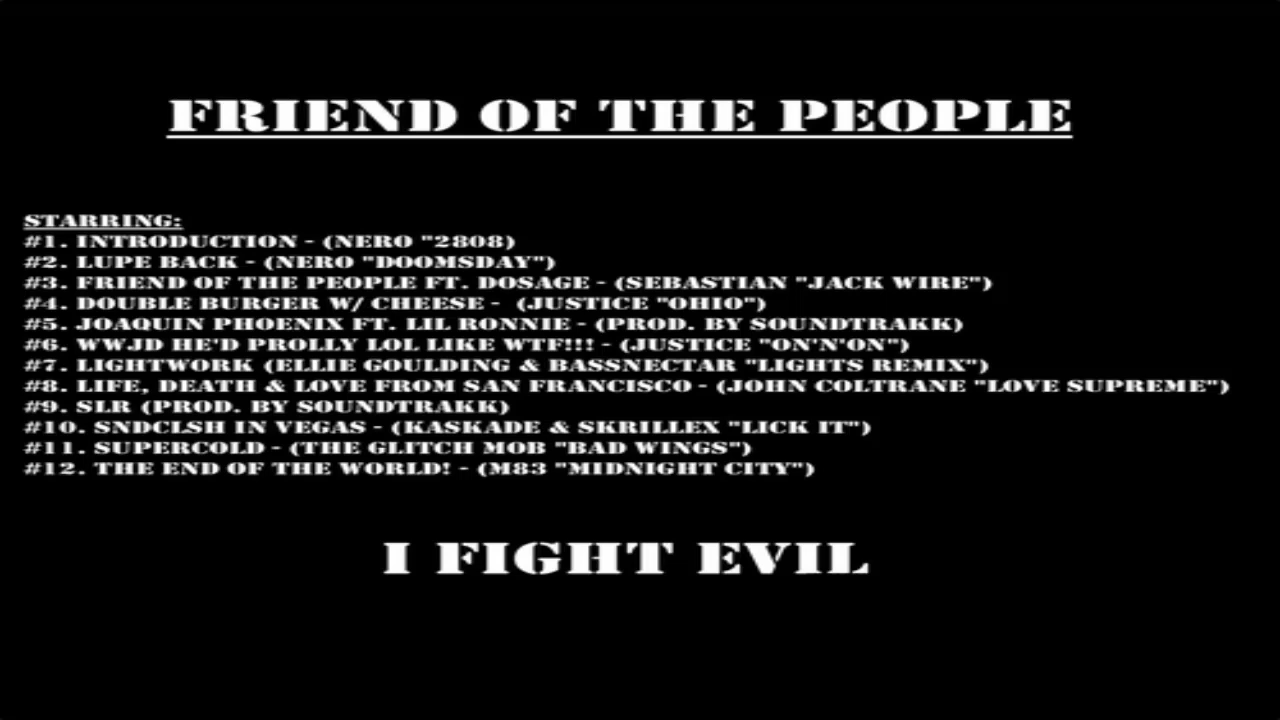 FRIEND OF THE PEOPLE
STARRING:
#1. INTRODUCTION - (NERO "2808)
#2. LUPE BACK - (NERO "DOOMSDAY")
#3. FRIEND OF THE PEOPLE FT. DOSAGE - (SEBASTIAN "JACK WIRE")
#4. DOUBLE BURGER W/ CHEESE - (JUSTICE "OHIO")
#5. JOAQUIN PHOENIX FT. LIL RONNIE - (PROD. BY SOUNDTRAKK)
#6. WWJD HE'D PROLLY LOL LIKE WTF!!! - (JUSTICE "ON'N'ON")
#7. LIGHTWORK (ELLIE GOULDING & BASSNECTAR "LIGHTS REMIX")
#8. LIFE, DEATH & LOVE FROM SAN FRANCISCO - (JOHN COLTRANE "LOVE SUPREME")
#9. SLR (PROD. BY SOUNDTRAKK)
#10. SNDCLSH IN VEGAS - (KASKADE & SKRILLEX "LICK IT")
#11. SUPERCOLD - (THE GLITCH MOB "BAD WINGS")
#12. THE END OF THE WORLD! - (M83 "MIDNIGHT CITY")
I FIGHT EVIL